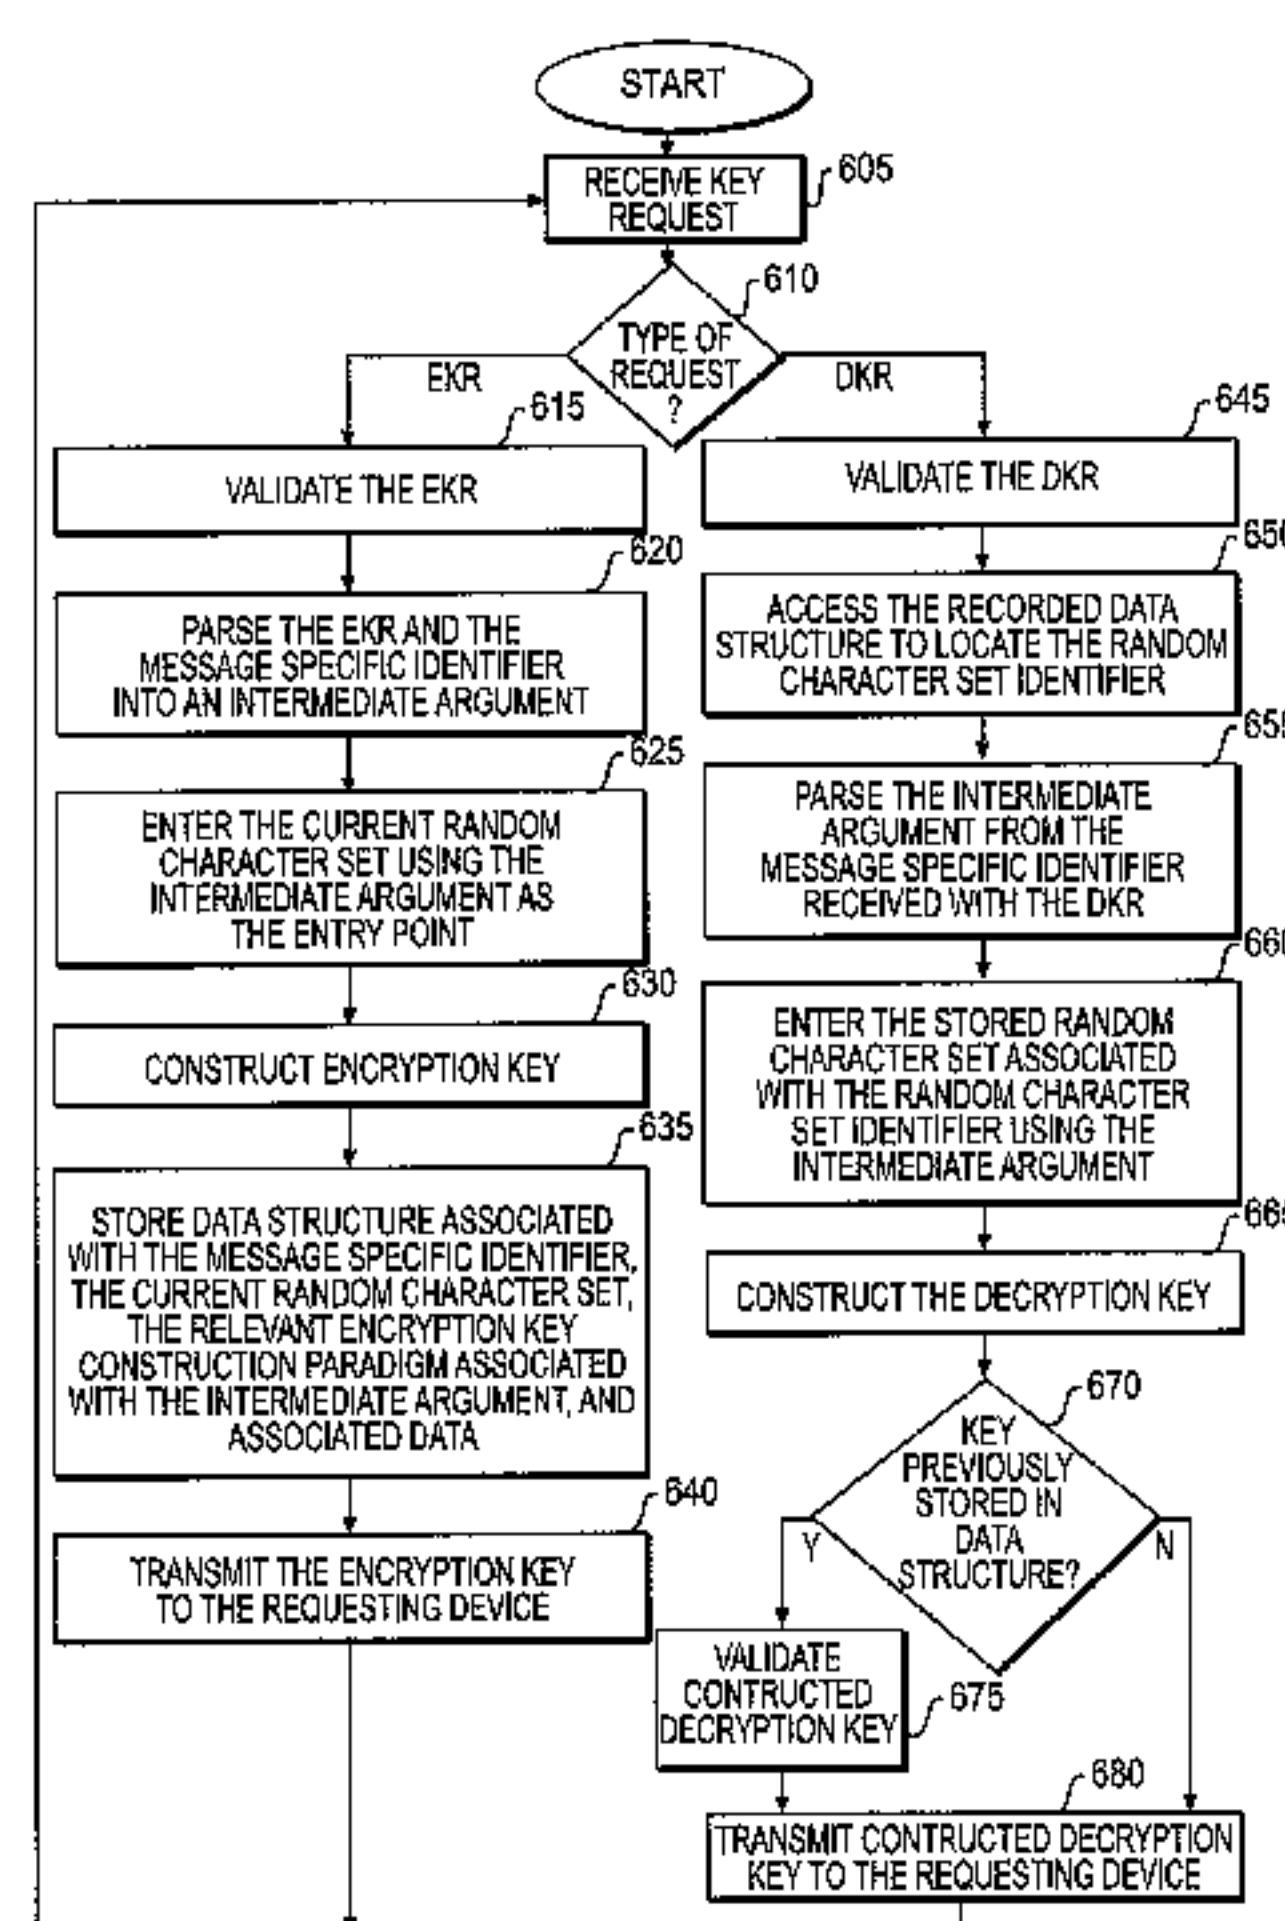 START
RECEIVE KEY
REQUEST
605
610
TYPE OF
REQUEST
?
EKR
DKR
615
VALIDATE THE EKR
620
PARSE THE EKR AND THE
MESSAGE SPECIFIC IDENTIFIER
INTO AN INTERMEDIATE ARGUMENT
625
ENTER THE CURRENT RANDOM
CHARACTER SET USING THE
INTERMEDIATE ARGUMENT AS
THE ENTRY POINT
630
CONSTRUCT ENCRYPTION KEY
635
STORE DATA STRUCTURE ASSOCIATED
WITH THE MESSAGE SPECIFIC IDENTIFIER,
THE CURRENT RANDOM CHARACTER SET,
THE RELEVANT ENCRYPTION KEY
CONSTRUCTION PARADIGM ASSOCIATED
WITH THE INTERMEDIATE ARGUMENT, AND
ASSOCIATED DATA
640
TRANSMIT THE ENCRYPTION KEY
TO THE REQUESTING DEVICE
645
VALIDATE THE DKR
650
ACCESS THE RECORDED DATA
STRUCTURE TO LOCATE THE RANDOM
CHARACTER SET IDENTIFIER
655
PARSE THE INTERMEDIATE
ARGUMENT FROM THE
MESSAGE SPECIFIC IDENTIFIER
RECEIVED WITH THE DKR
660
ENTER THE STORED RANDOM
CHARACTER SET ASSOCIATED
WITH THE RANDOM CHARACTER
SET IDENTIFIER USING THE
INTERMEDIATE ARGUMENT
665
CONSTRUCT THE DECRYPTION KEY
670
KEY
PREVIOUSLY
STORED IN
DATA
STRUCTURE?
Y
N
VALIDATE
CONTRUCTED
DECRYPTION KEY
675
680
TRANSMIT CONTRUCTED DECRYPTION
KEY TO THE REQUESTING DEVICE